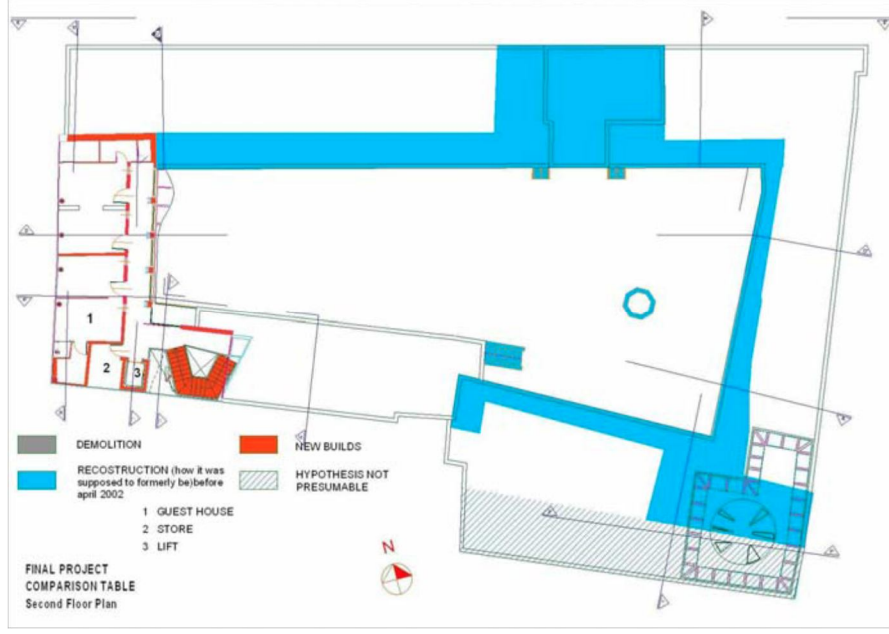 1
2
3
DEMOLITION
NEW BUILDS
RECOSTRUCTION (how it was
supposed to formerly be)before
april 2002
HYPOTHESIS NOT
PRESUMABLE
1 GUEST HOUSE
2 STORE
3 LIFT
N
FINAL PROJECT
COMPARISON TABLE
Second Floor Plan